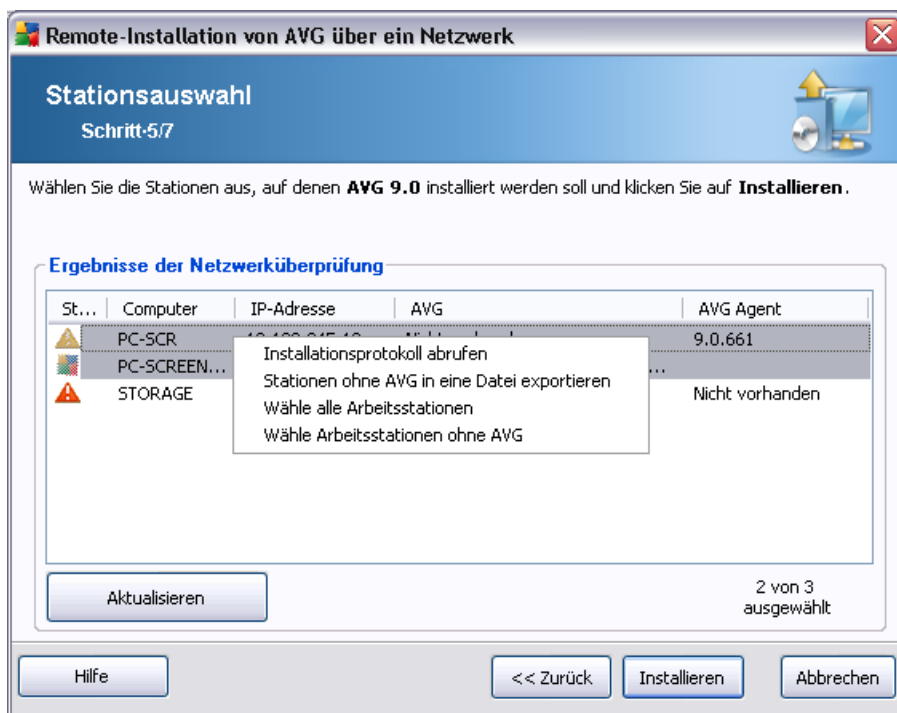 Remote-Installation von AVG über ein Netzwerk
Stationsauswahl
Schritt-5/7
Wählen Sie die Stationen aus, auf denen AVG 9.0 installiert werden soll und klicken Sie auf Installieren.
Ergebnisse der Netzwerküberprüfung
St... Computer IP-Adresse AVG AVG Agent
PC-SCR 9.0.661
PC-SCREEN... ...
STORAGE Nicht vorhanden
Installationsprotokoll abrufen
Stationen ohne AVG in eine Datei exportieren
Wähle alle Arbeitsstationen
Wähle Arbeitsstationen ohne AVG
Aktualisieren
2 von 3
ausgewählt
Hilfe
<< Zurück
Installieren
Abbrechen